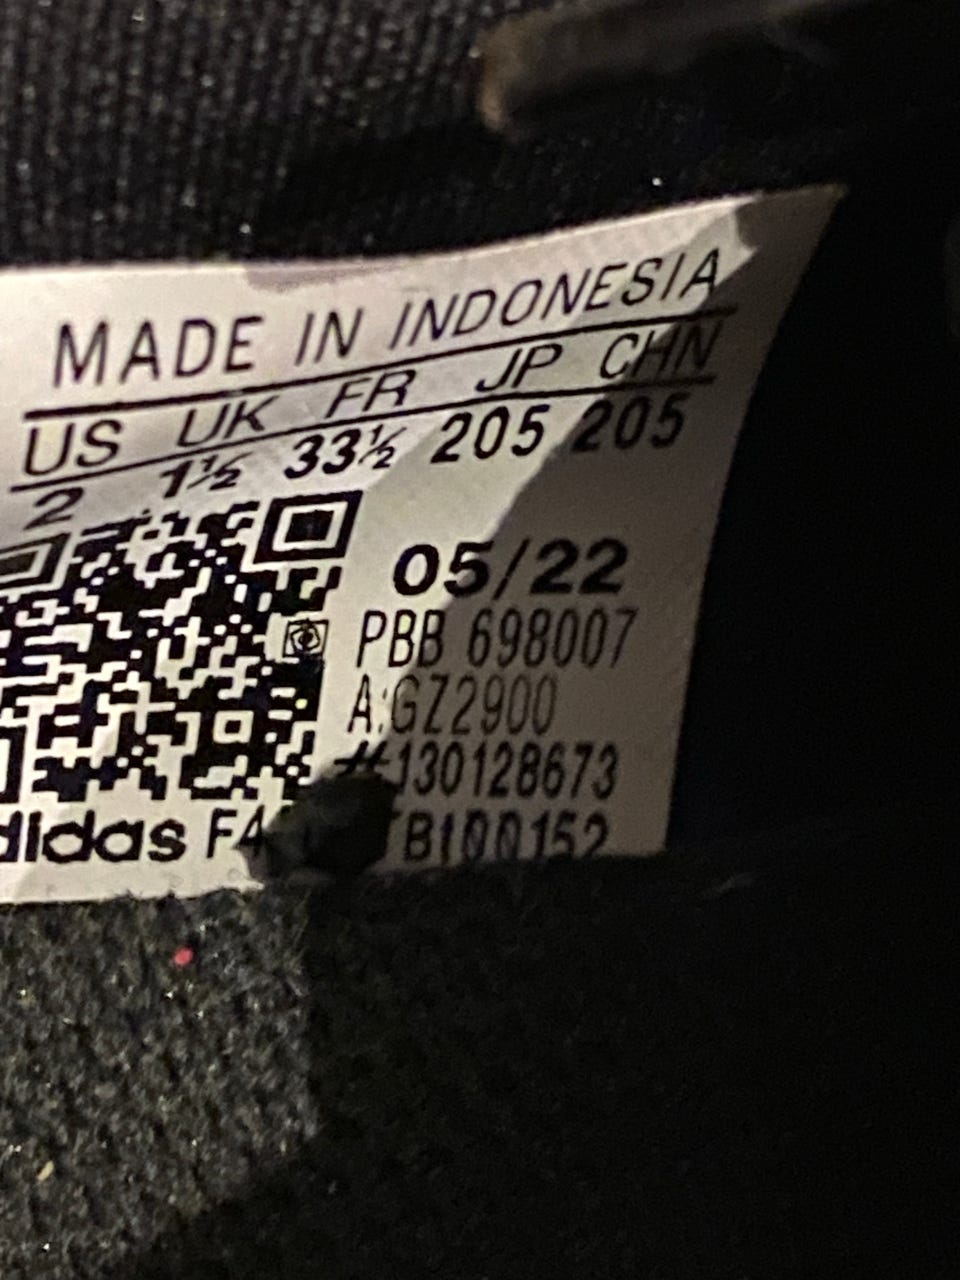 MADE IN INDONESIA
US UK FR JP CHN
2 1½ 33½ 205 205
05/22
PBB 698007
A:GZ2900
#130128673
adidas